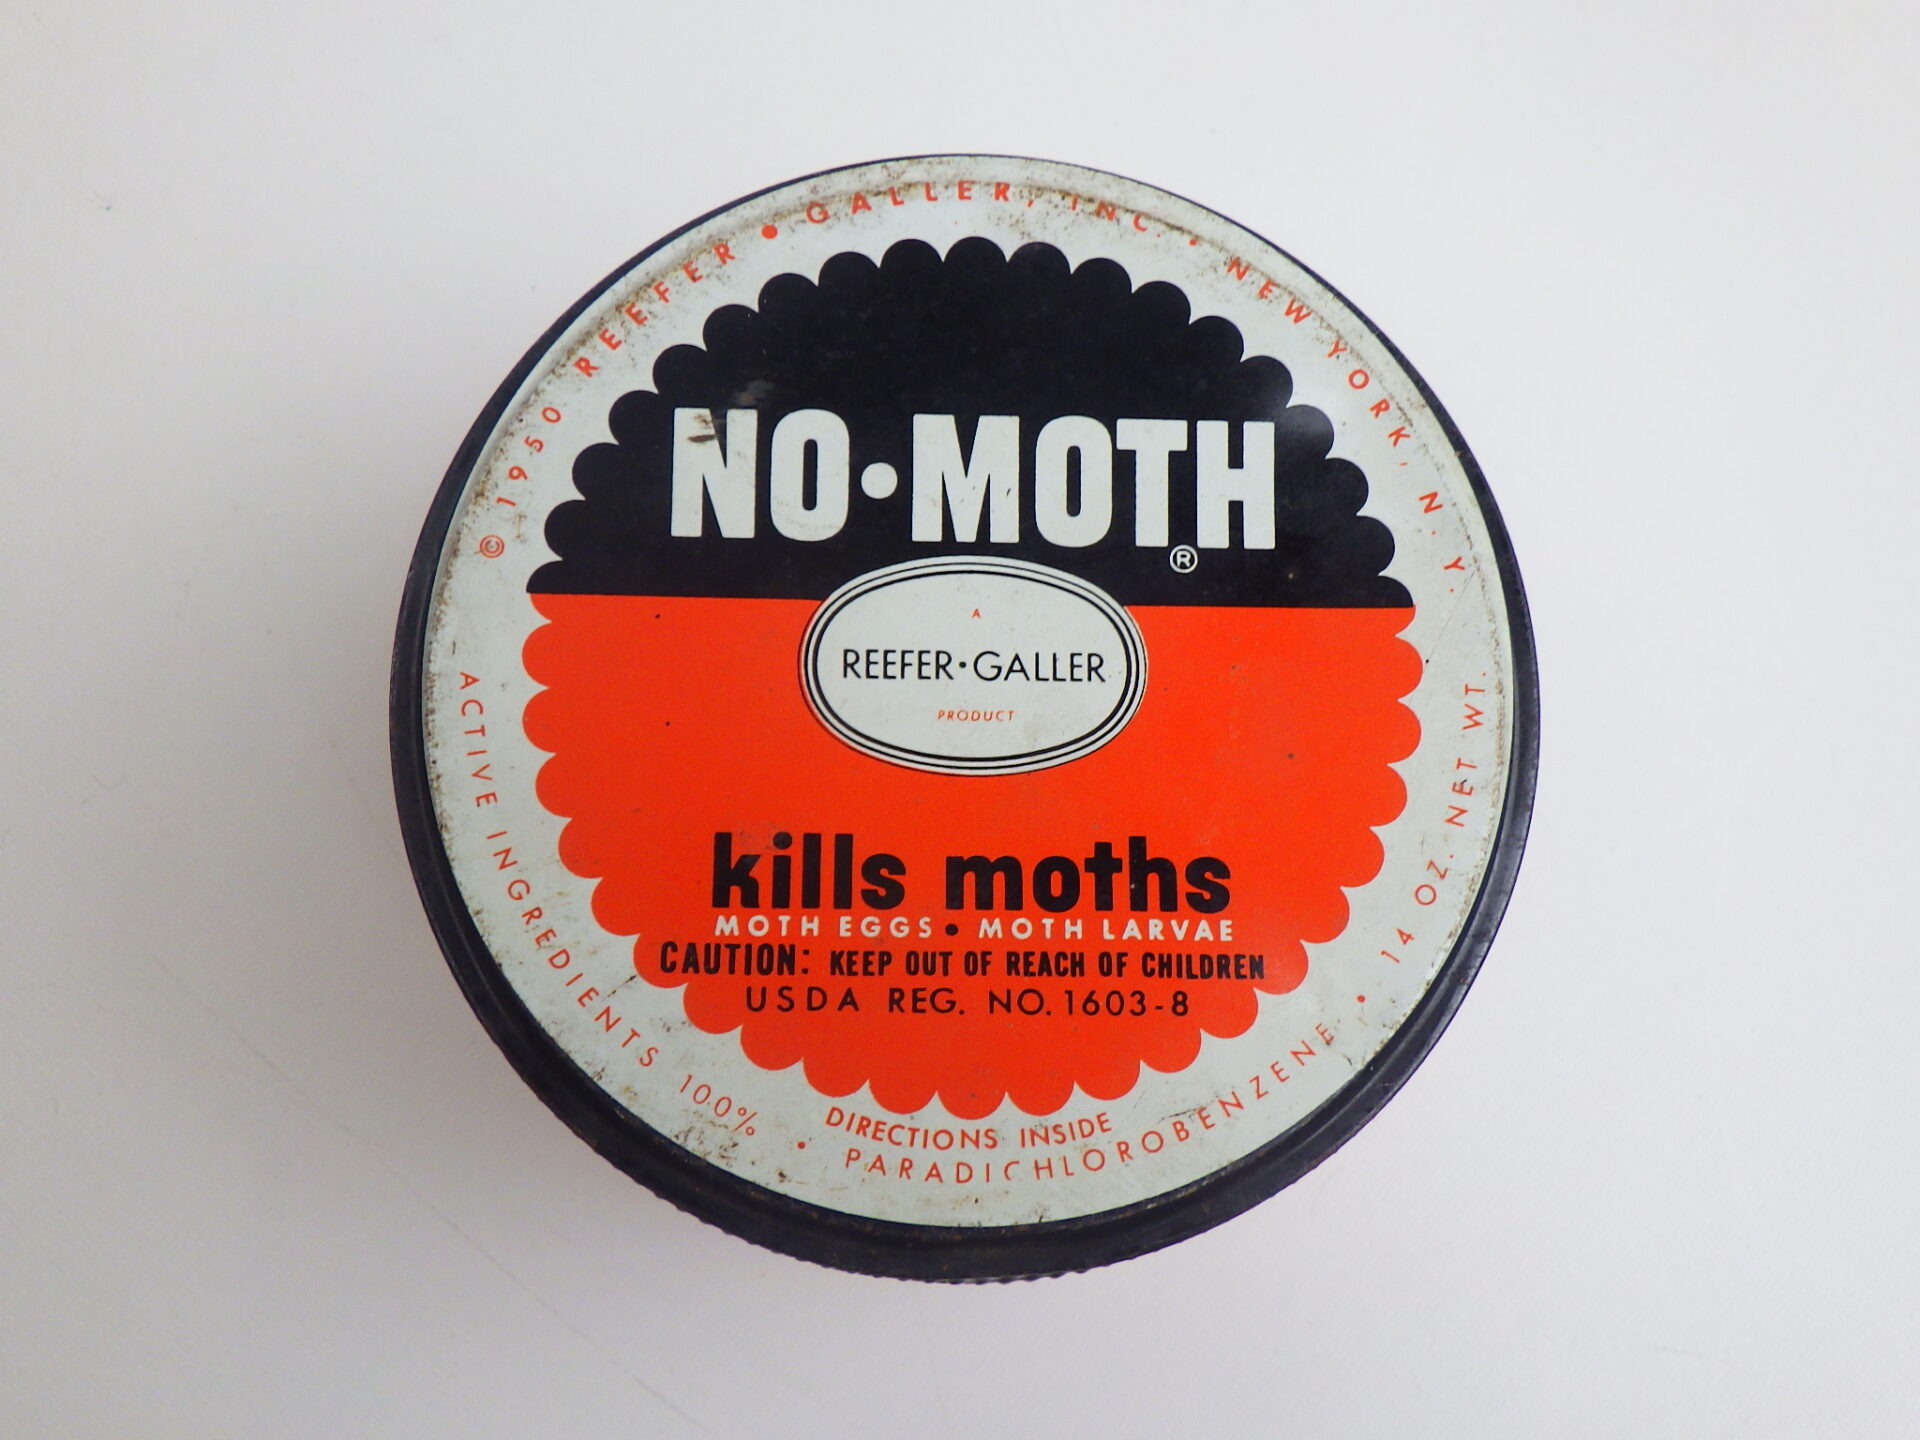 © 1950 REEFER • GALLER, INC. • NEW YORK, N. Y.
NO•MOTH®
A
REEFER•GALLER
PRODUCT
kills moths
MOTH EGGS • MOTH LARVAE
CAUTION: KEEP OUT OF REACH OF CHILDREN
USDA REG. NO. 1603-8
DIRECTIONS INSIDE
ACTIVE INGREDIENTS 100% • PARADICHLOROBENZENE • 14 OZ. NET WT.